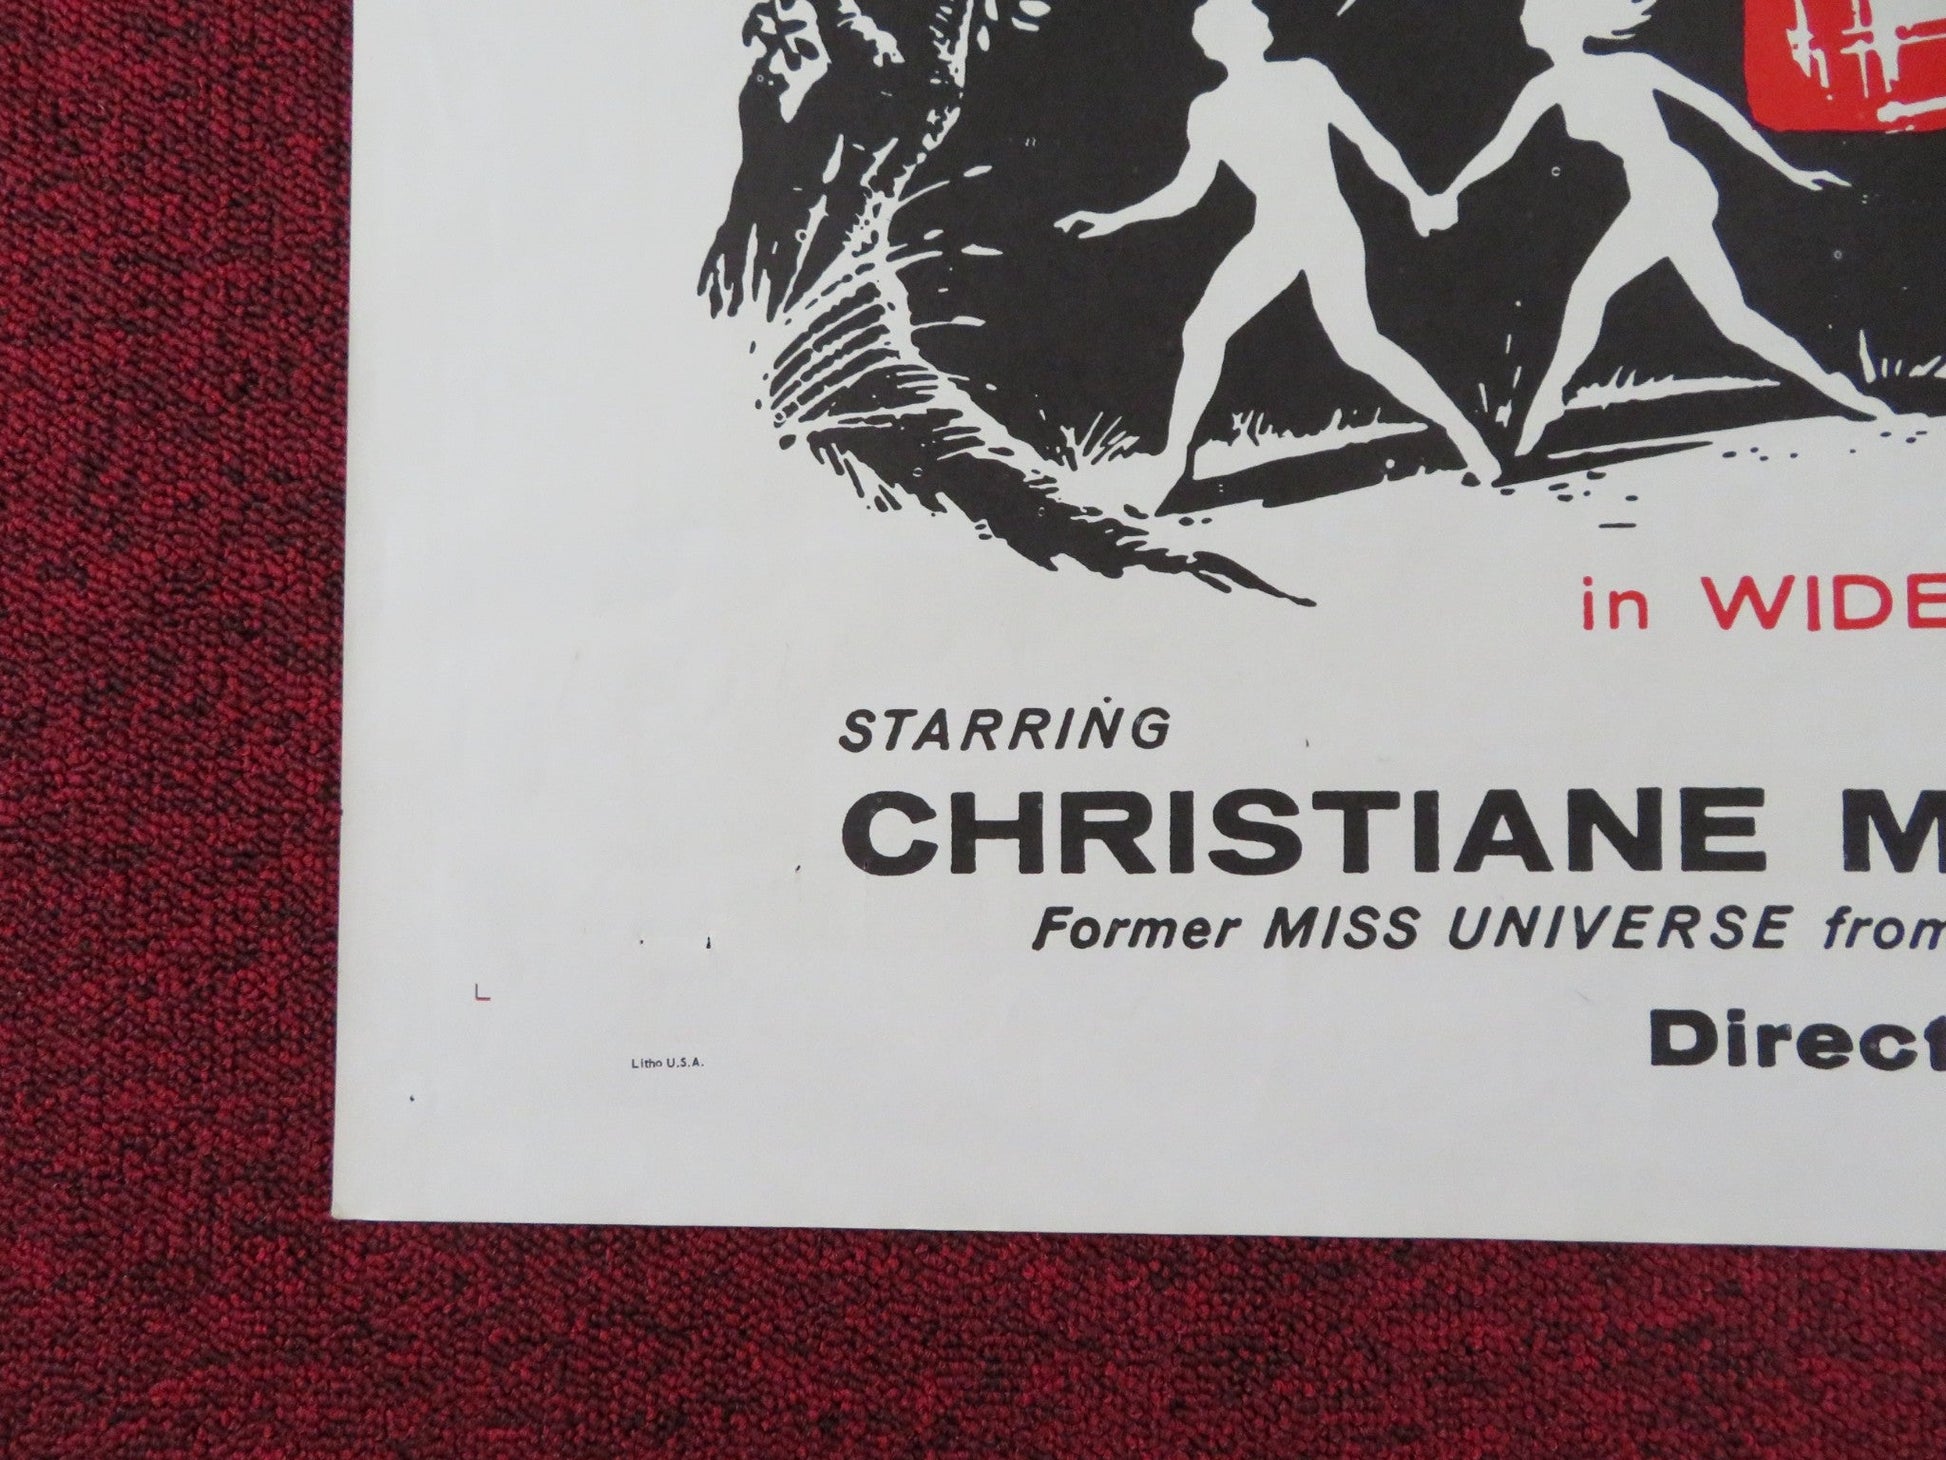 in WIDE
STARRING
CHRISTIANE M
Former MISS UNIVERSE from
Direct
Litho U.S.A.